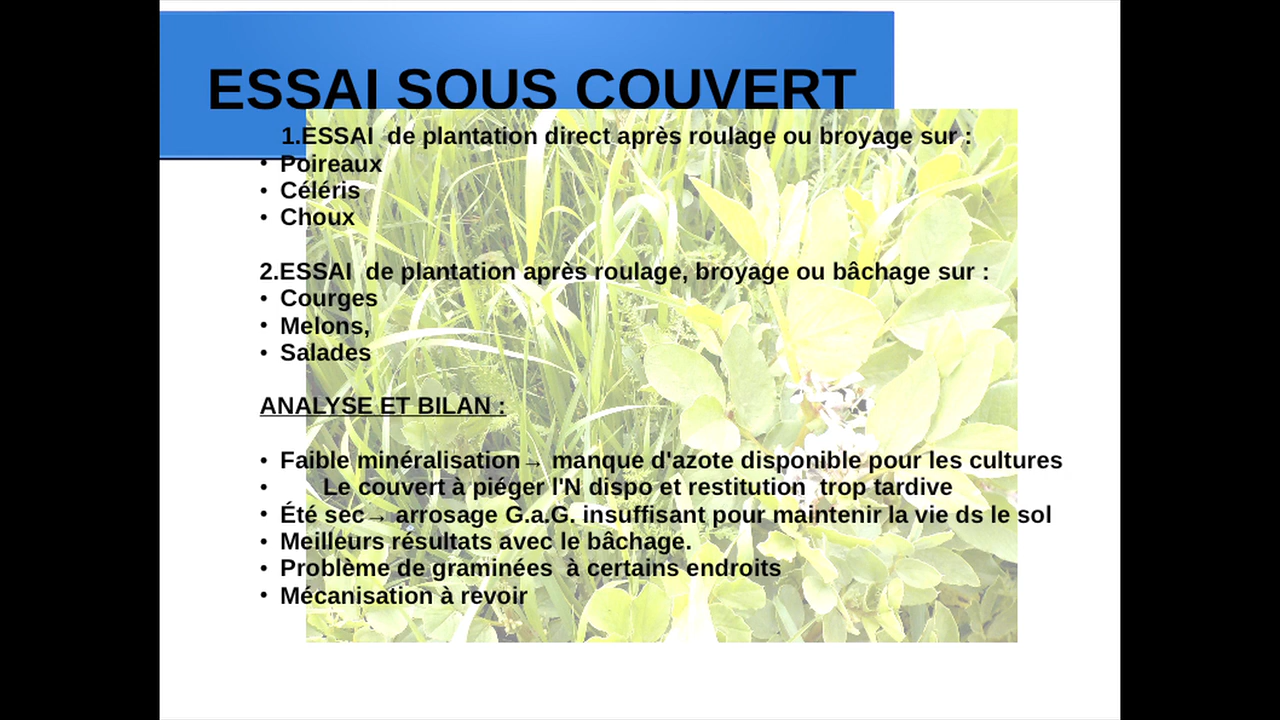 ESSAI SOUS COUVERT
1.ESSAI de plantation direct après roulage ou broyage sur :
• Poireaux
• Céléris
• Choux
2.ESSAI de plantation après roulage, broyage ou bâchage sur :
• Courges
• Melons,
• Salades
ANALYSE ET BILAN :
• Faible minéralisation→ manque d'azote disponible pour les cultures
• Le couvert à piéger l'N dispo et restitution trop tardive
• Été sec→ arrosage G.a.G. insuffisant pour maintenir la vie ds le sol
• Meilleurs résultats avec le bâchage.
• Problème de graminées à certains endroits
• Mécanisation à revoir